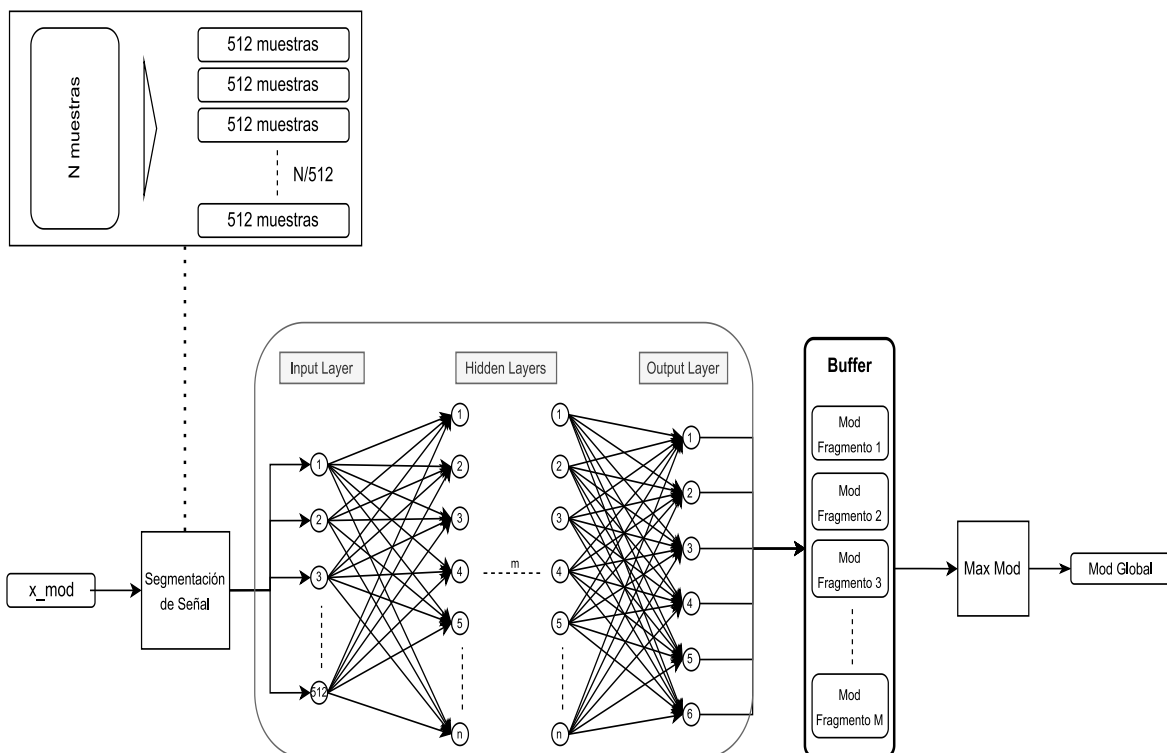 N muestras
512 muestras
512 muestras
512 muestras
N/512
512 muestras
Input Layer
Hidden Layers
Output Layer
Buffer
1
2
3
512
1
2
3
4
5
n
m
1
2
3
4
5
n
1
2
3
4
5
6
Mod
Fragmento 1
Mod
Fragmento 2
Mod
Fragmento 3
Mod
Fragmento M
x_mod
Segmentación
de Señal
Max Mod
Mod Global